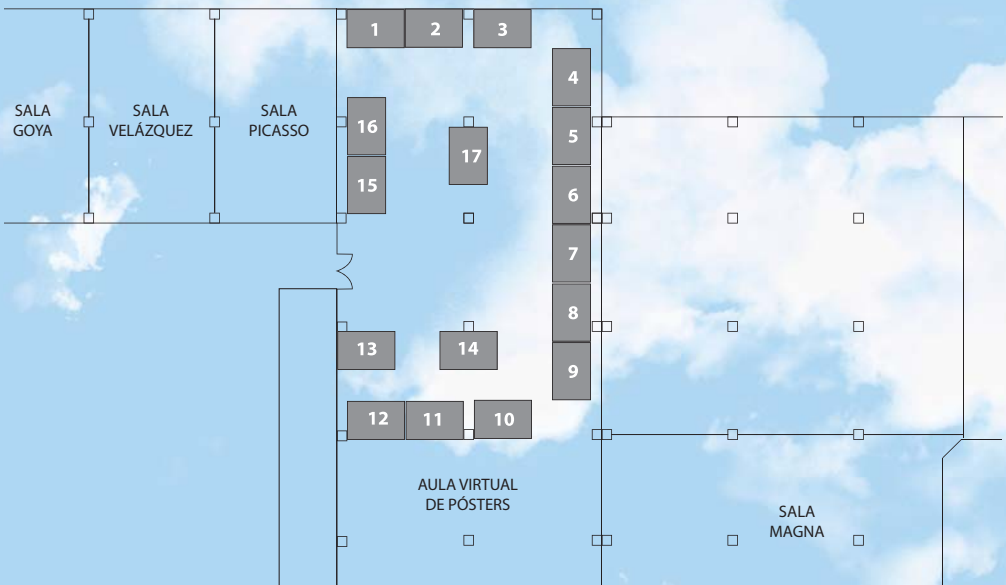 1
2
3
4
SALA
GOYA
SALA
VELÁZQUEZ
SALA
PICASSO
16
5
17
15
6
7
8
13
14
9
12
11
10
AULA VIRTUAL
DE PÓSTERS
SALA
MAGNA